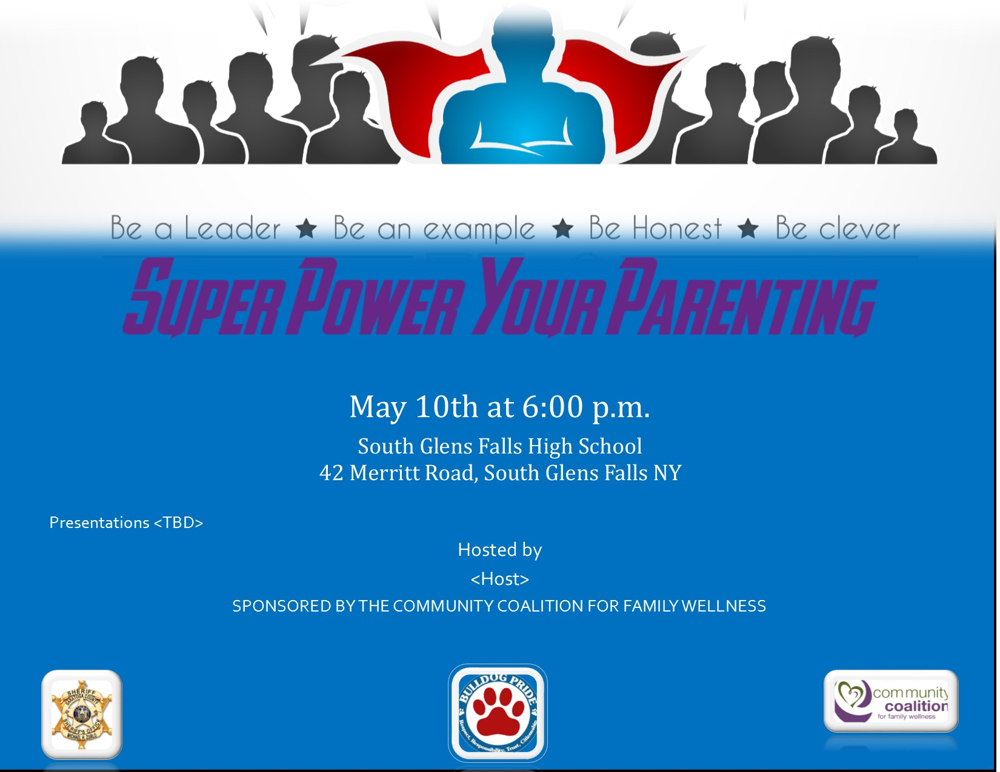 Be a Leader ★ Be an example ★ Be Honest ★ Be clever
SUPER POWER YOUR PARENTING
May 10th at 6:00 p.m.
South Glens Falls High School
42 Merritt Road, South Glens Falls NY
Presentations <TBD>
Hosted by
<Host>
SPONSORED BY THE COMMUNITY COALITION FOR FAMILY WELLNESS
SHERIFF
SARATOGA COUNTY
SHERIFF'S OFFICE
MICHAEL H. ZURLO
BULLDOG PRIDE
Respect, Responsibility, Trust, Citizenship
community
coalition
for family wellness